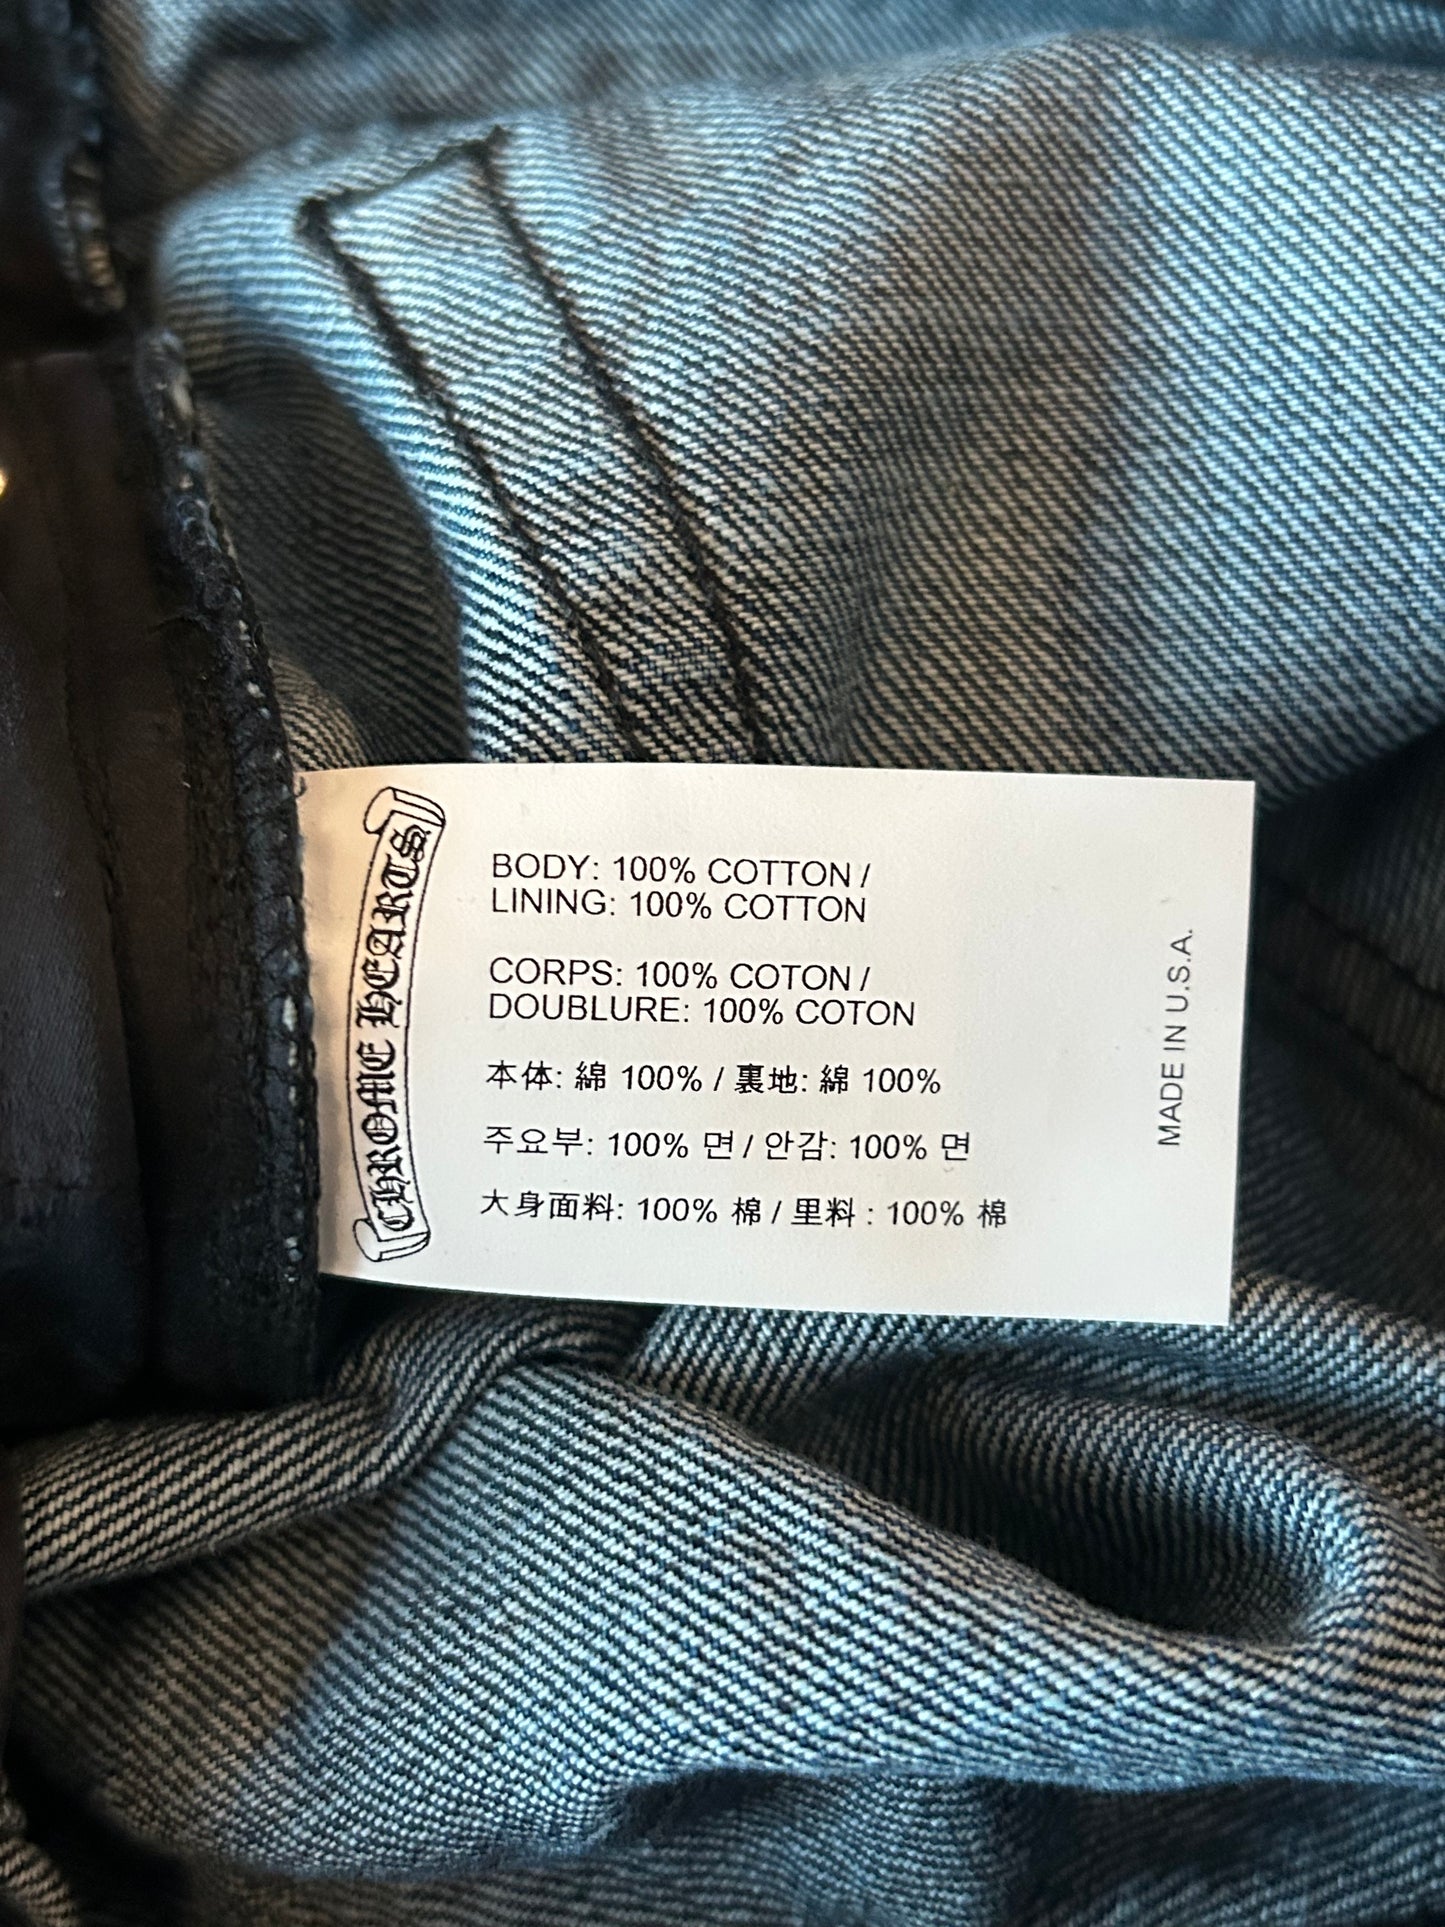 CHROME HEARTS
BODY: 100% COTTON /
LINING: 100% COTTON
CORPS: 100% COTON /
DOUBLURE: 100% COTON
本体: 綿 100% / 裏地: 綿 100%
주요부: 100% 면 / 안감: 100% 면
大身面料: 100% 棉 / 里料 : 100% 棉
MADE IN U.S.A.